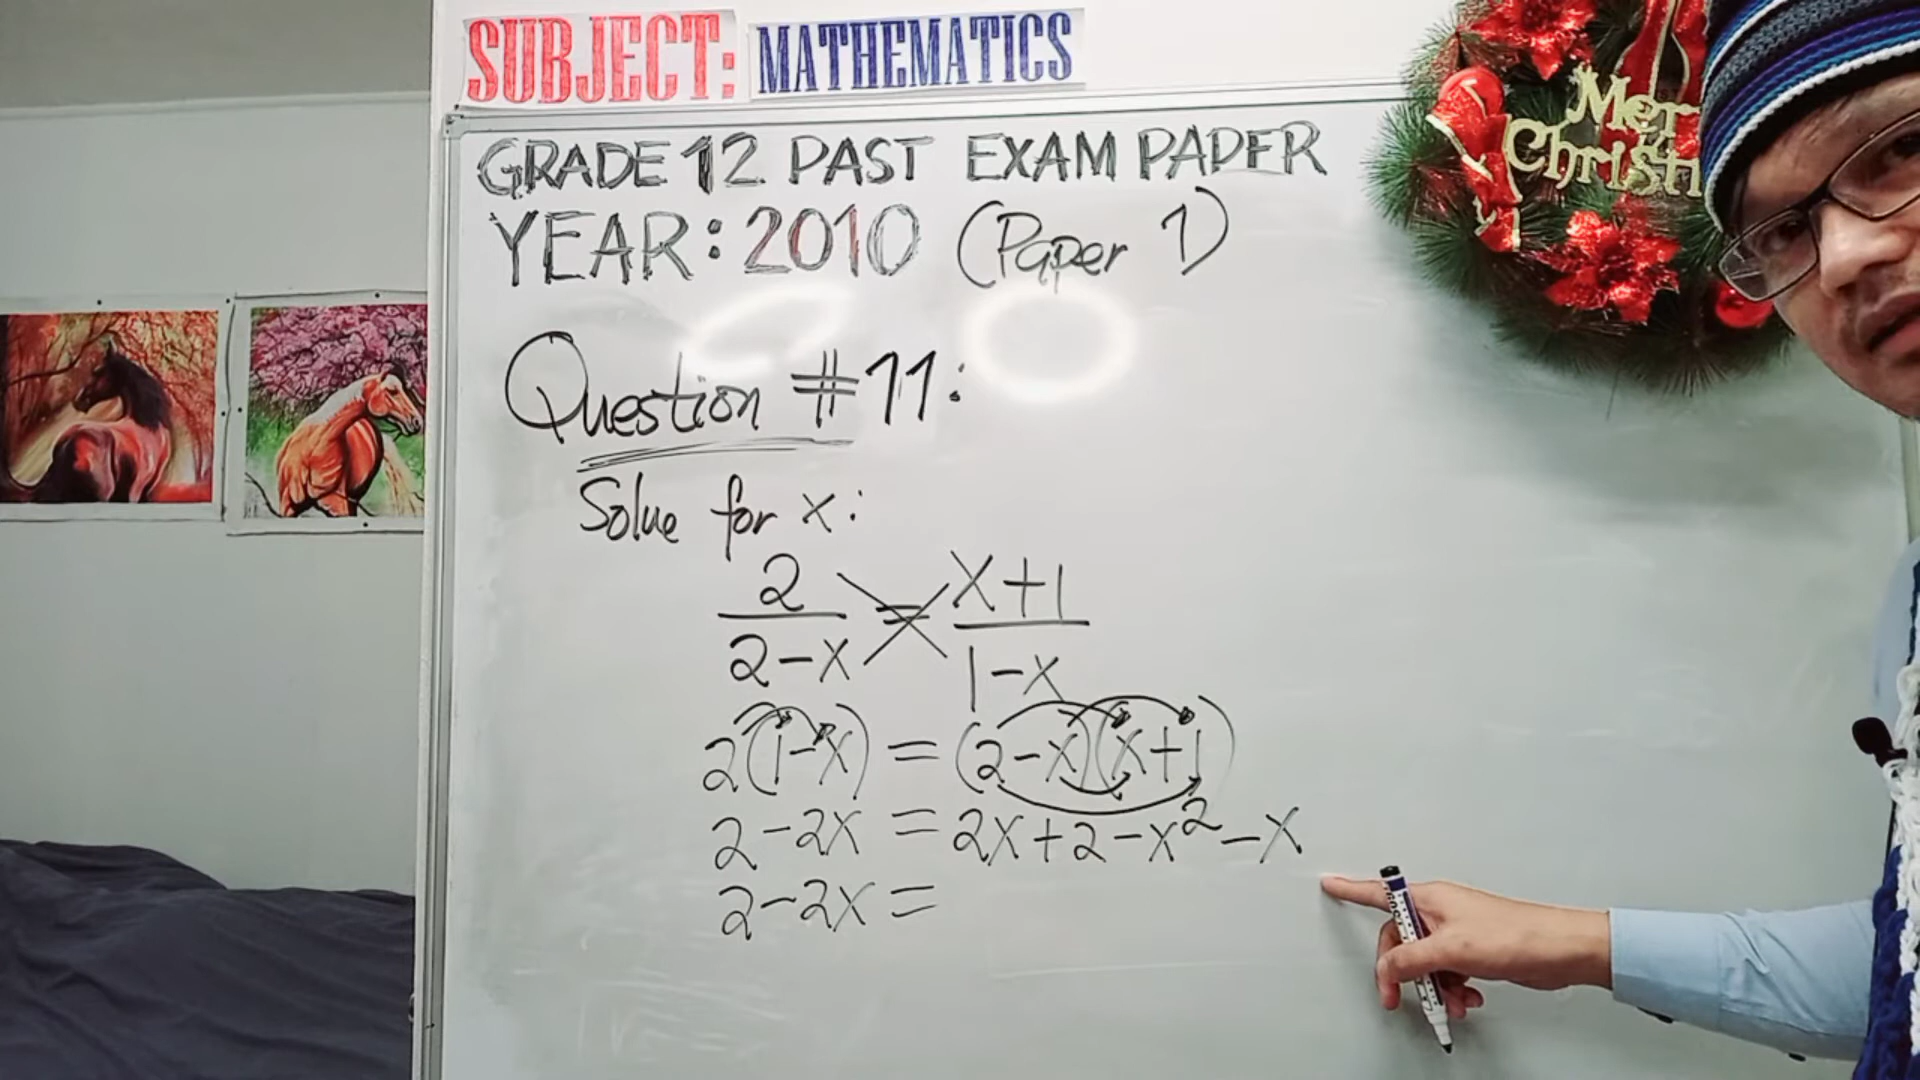 SUBJECT: MATHEMATICS
GRADE 12 PAST EXAM PAPER
YEAR: 2010 (Paper 1)
Merry
Christ
Question #11:
Solve for x:
2/(2-x) = (x+1)/(1-x)
2(1-x) = (2-x)(x+1)
2-2x = 2x+2-x²-x
2-2x =